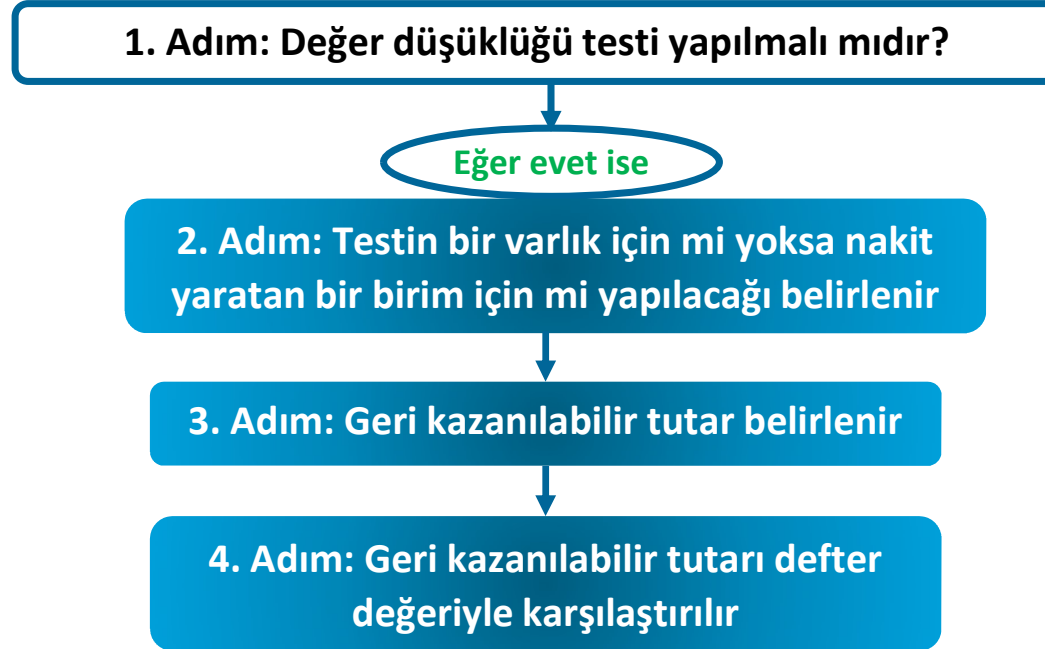 1. Adım: Değer düşüklüğü testi yapılmalı mıdır?
Eğer evet ise
2. Adım: Testin bir varlık için mi yoksa nakit
yaratan bir birim için mi yapılacağı belirlenir
3. Adım: Geri kazanılabilir tutar belirlenir
4. Adım: Geri kazanılabilir tutarı defter
değeriyle karşılaştırılır